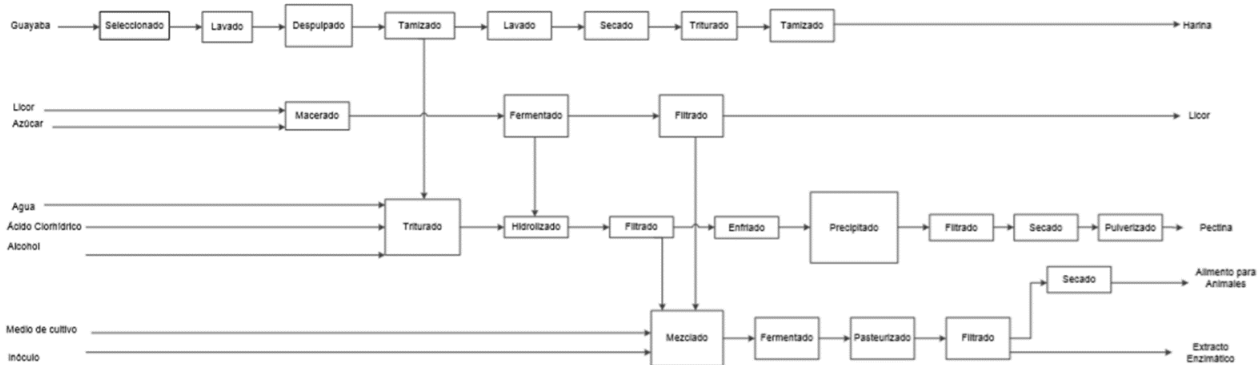 Guayaba
Seleccionado
Lavado
Despulpado
Tamizado
Lavado
Secado
Triturado
Tamizado
Harina
Licor
Azúcar
Macerado
Fermentado
Filtrado
Licor
Agua
Ácido Clorhídrico
Alcohol
Triturado
Hidrolizado
Filtrado
Enfriado
Precipitado
Filtrado
Secado
Pulverizado
Pectina
Secado
Alimento para
Animales
Medio de cultivo
Inóculo
Mezclado
Fermentado
Pasteurizado
Filtrado
Extracto
Enzimático